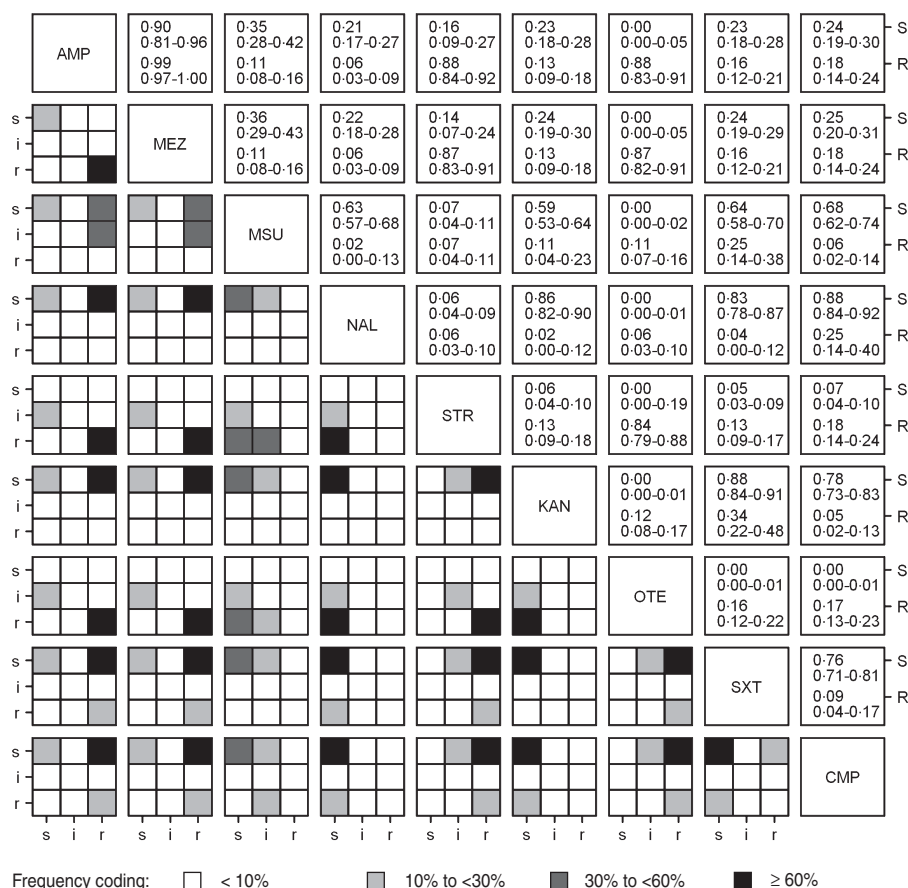 AMP
0·90 0·35 0·21 0·16 0·23 0·00 0·23 0·24 S
0·81-0·96 0·28-0·42 0·17-0·27 0·09-0·27 0·18-0·28 0·00-0·05 0·18-0·28 0·19-0·30
0·99 0·11 0·06 0·88 0·13 0·88 0·16 0·18 R
0·97-1·00 0·08-0·16 0·03-0·09 0·84-0·92 0·09-0·18 0·83-0·91 0·12-0·21 0·14-0·24
s
i
r
MEZ
0·36 0·22 0·14 0·24 0·00 0·24 0·25 S
0·29-0·43 0·18-0·28 0·07-0·24 0·19-0·30 0·00-0·05 0·19-0·29 0·20-0·31
0·11 0·06 0·87 0·13 0·87 0·16 0·18 R
0·08-0·16 0·03-0·09 0·83-0·91 0·09-0·18 0·82-0·91 0·12-0·21 0·14-0·24
s
i
r
MSU
0·63 0·07 0·59 0·00 0·64 0·68 S
0·57-0·68 0·04-0·11 0·53-0·64 0·00-0·02 0·58-0·70 0·62-0·74
0·02 0·07 0·11 0·11 0·25 0·06 R
0·00-0·13 0·04-0·11 0·04-0·23 0·07-0·16 0·14-0·38 0·02-0·14
s
i
r
NAL
0·06 0·86 0·00 0·83 0·88 S
0·04-0·09 0·82-0·90 0·00-0·01 0·78-0·87 0·84-0·92
0·06 0·02 0·06 0·04 0·25 R
0·03-0·10 0·00-0·12 0·03-0·10 0·00-0·12 0·14-0·40
s
i
r
STR
0·06 0·00 0·05 0·07 S
0·04-0·10 0·00-0·19 0·03-0·09 0·04-0·10
0·13 0·84 0·13 0·18 R
0·09-0·18 0·79-0·88 0·09-0·17 0·14-0·24
s
i
r
KAN
0·00 0·88 0·78 S
0·00-0·01 0·84-0·91 0·73-0·83
0·12 0·34 0·05 R
0·08-0·17 0·22-0·48 0·02-0·13
s
i
r
OTE
0·00 0·00 S
0·00-0·01 0·00-0·01
0·16 0·17 R
0·12-0·22 0·13-0·23
s
i
r
SXT
0·76 S
0·71-0·81
0·09 R
0·04-0·17
s
i
r
CMP
s i r s i r s i r s i r s i r s i r s i r s i r
Frequency coding: < 10% 10% to <30% 30% to <60% ≥ 60%